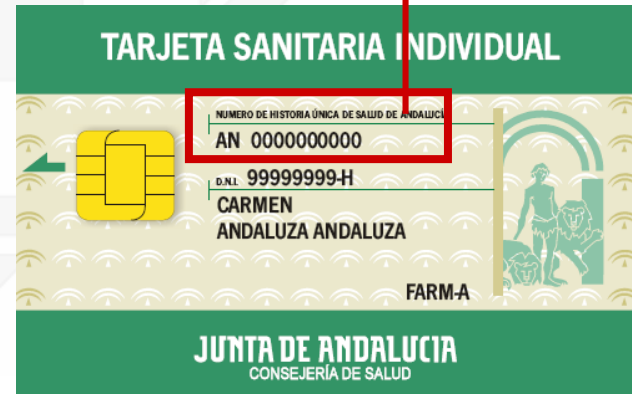 TARJETA SANITARIA INDIVIDUAL
NUMERO DE HISTORIA ÚNICA DE SALUD DE ANDALUCÍA
AN 0000000000
D.N.I. 99999999-H
CARMEN
ANDALUZA ANDALUZA
FARM-A
JUNTA DE ANDALUCIA
CONSEJERÍA DE SALUD